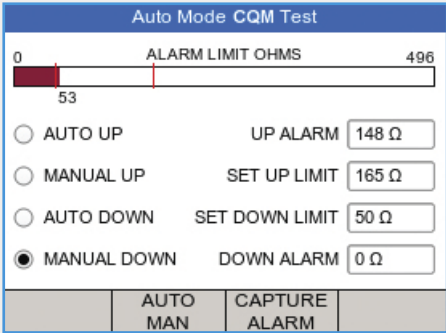 Auto Mode CQM Test
0 ALARM LIMIT OHMS 496
53
AUTO UP UP ALARM 148 Ω
MANUAL UP SET UP LIMIT 165 Ω
AUTO DOWN SET DOWN LIMIT 50 Ω
MANUAL DOWN DOWN ALARM 0 Ω
AUTO CAPTURE
MAN ALARM